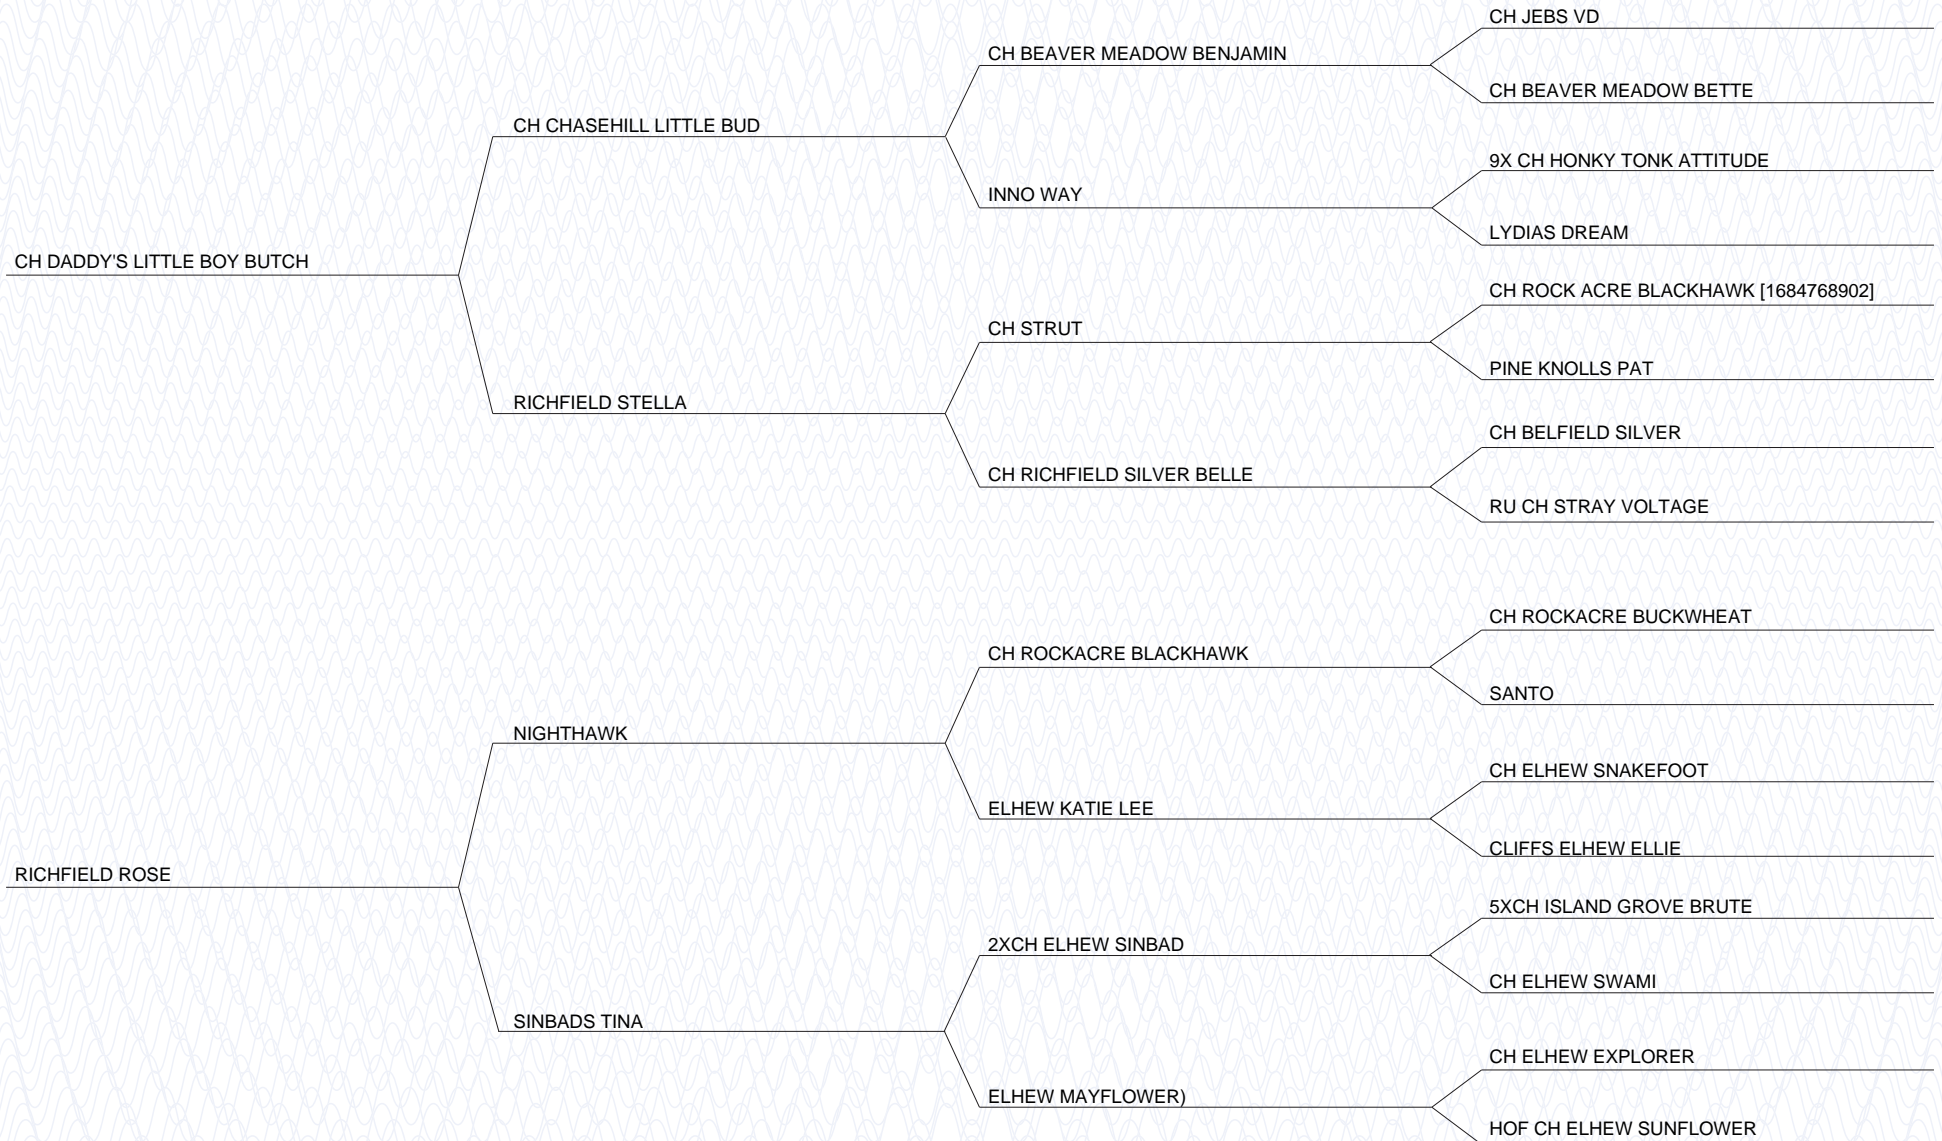 CH JEBS VD
CH BEAVER MEADOW BENJAMIN
CH BEAVER MEADOW BETTE
CH CHASEHILL LITTLE BUD
9X CH HONKY TONK ATTITUDE
INNO WAY
LYDIAS DREAM
CH DADDY'S LITTLE BOY BUTCH
CH ROCK ACRE BLACKHAWK [1684768902]
CH STRUT
PINE KNOLLS PAT
RICHFIELD STELLA
CH BELFIELD SILVER
CH RICHFIELD SILVER BELLE
RU CH STRAY VOLTAGE
CH ROCKACRE BUCKWHEAT
CH ROCKACRE BLACKHAWK
SANTO
NIGHTHAWK
CH ELHEW SNAKEFOOT
ELHEW KATIE LEE
CLIFFS ELHEW ELLIE
RICHFIELD ROSE
5XCH ISLAND GROVE BRUTE
2XCH ELHEW SINBAD
CH ELHEW SWAMI
SINBADS TINA
CH ELHEW EXPLORER
ELHEW MAYFLOWER)
HOF CH ELHEW SUNFLOWER